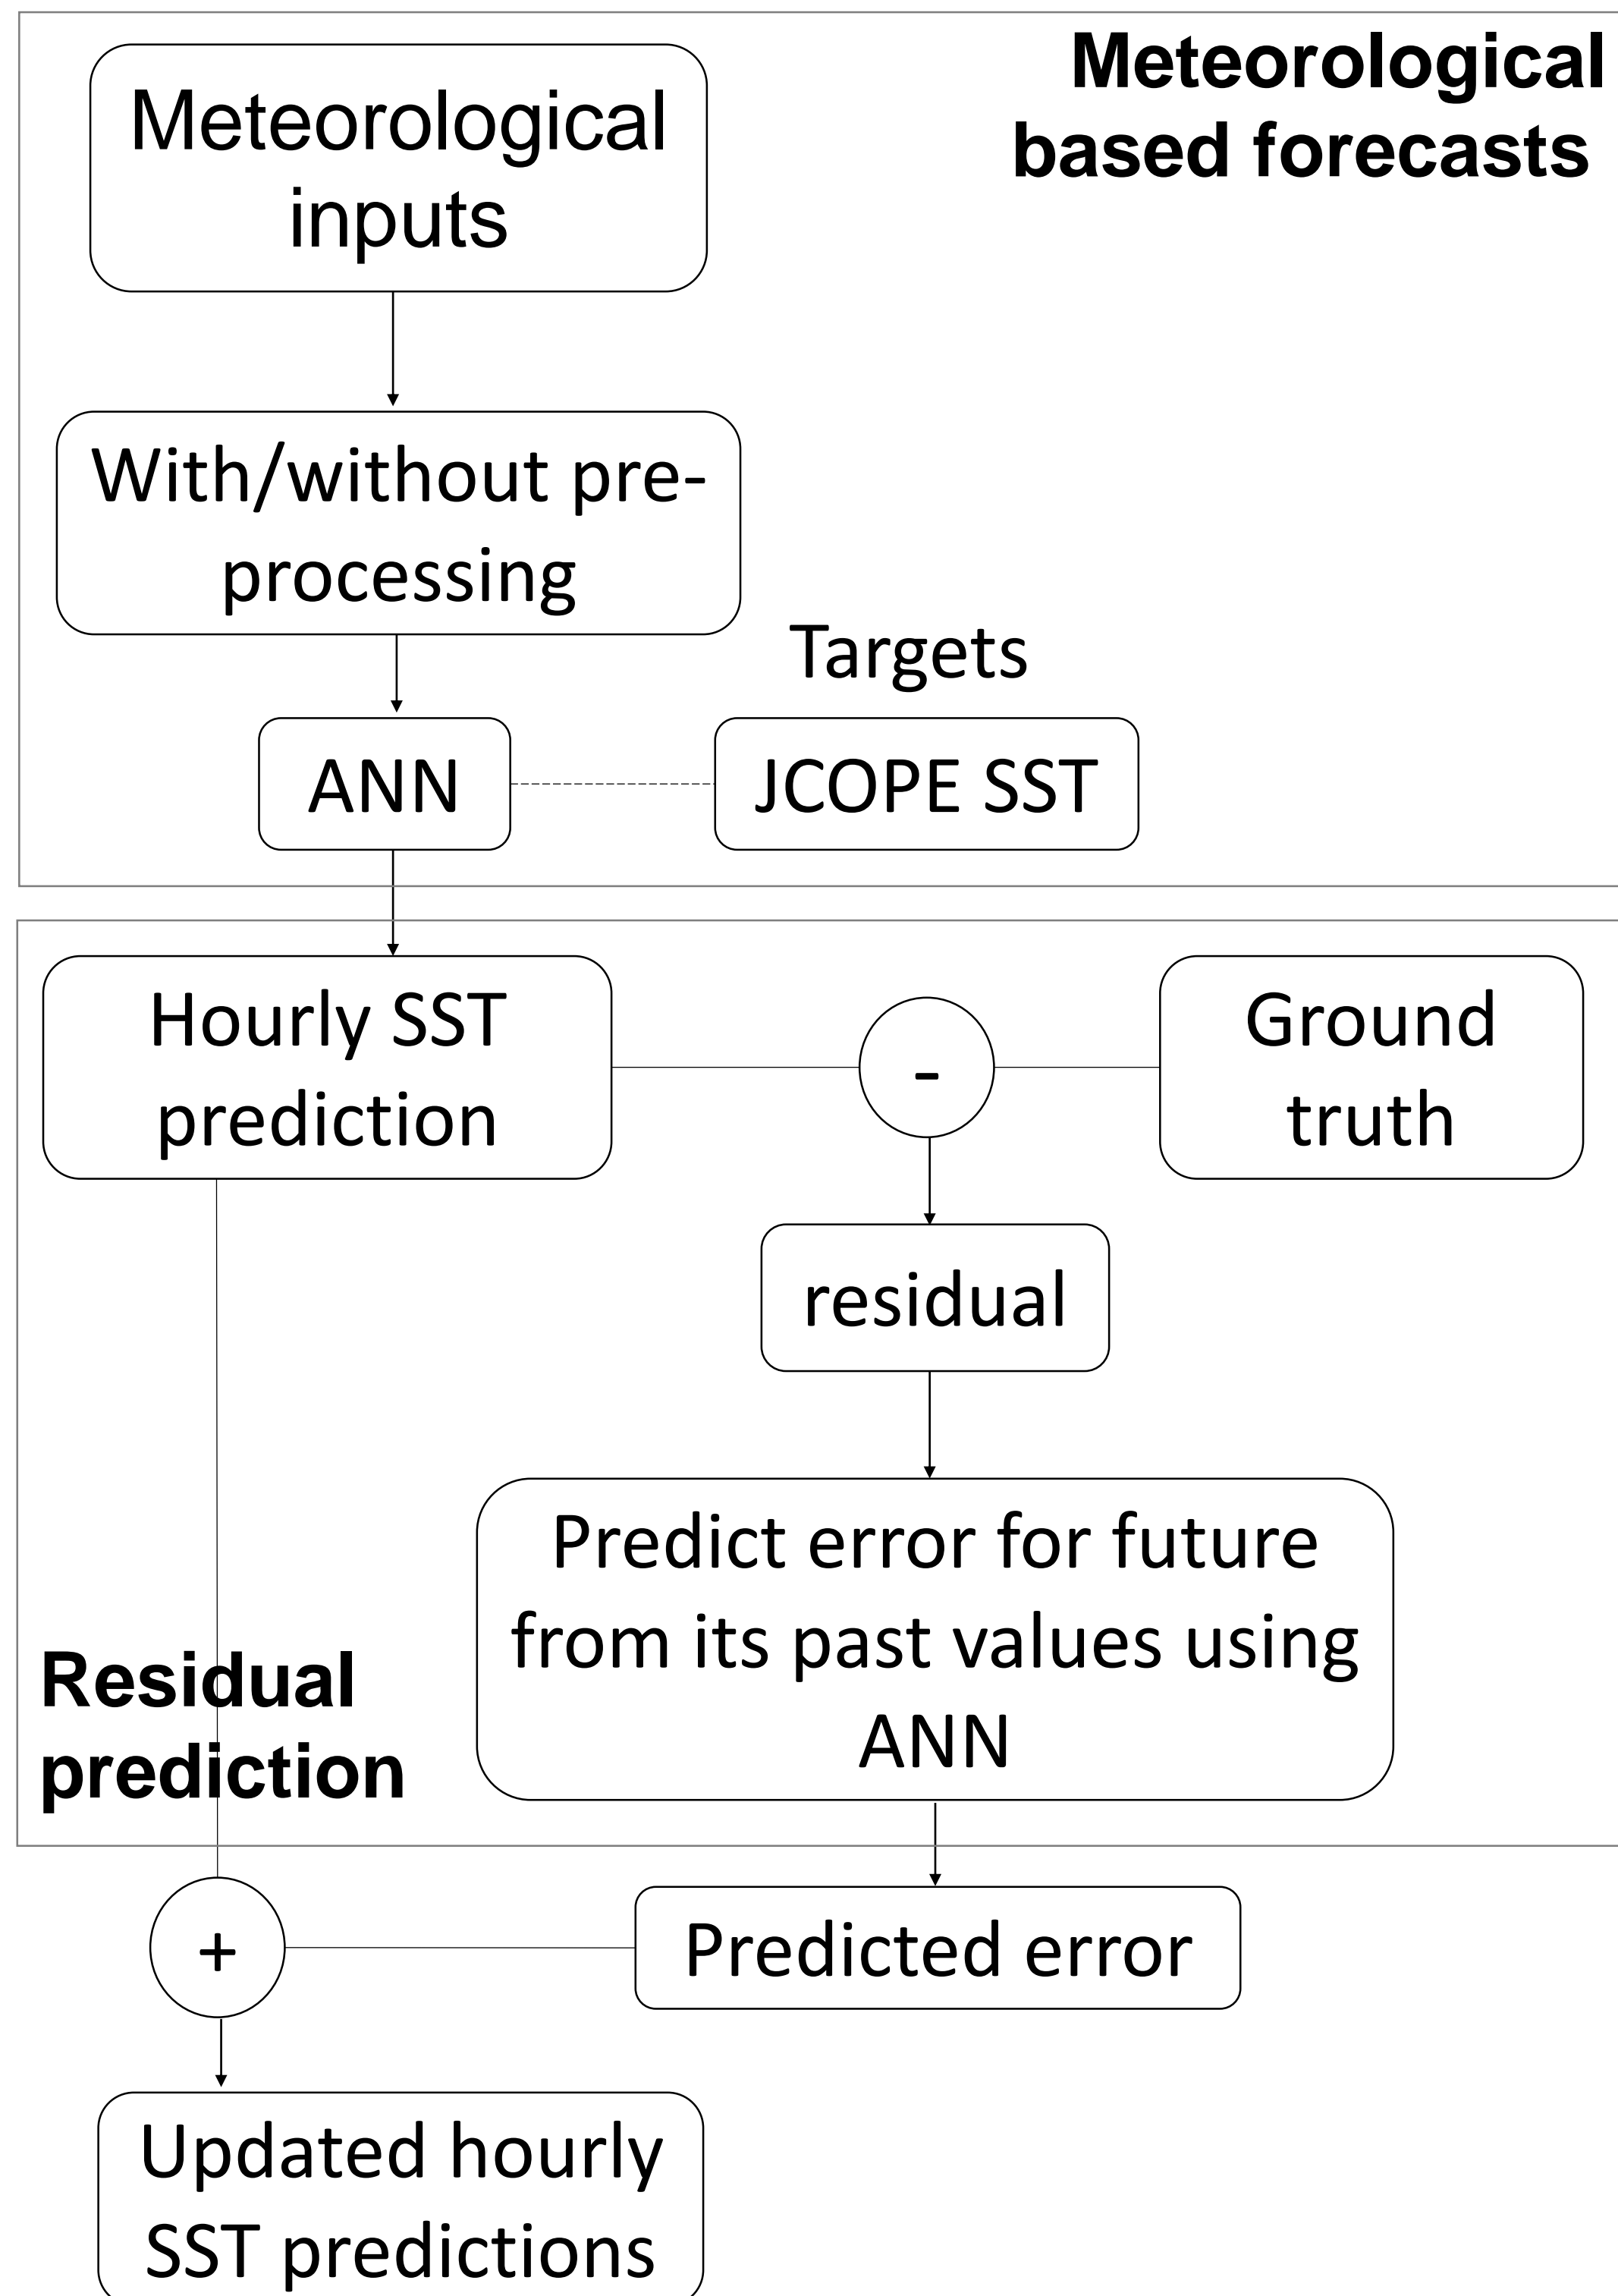 Meteorological
based forecasts
Meteorological
inputs
With/without pre-
processing
Targets
ANN
JCOPE SST
Hourly SST
prediction
-
Ground
truth
residual
Predict error for future
from its past values using
ANN
Residual
prediction
+
Predicted error
Updated hourly
SST predictions